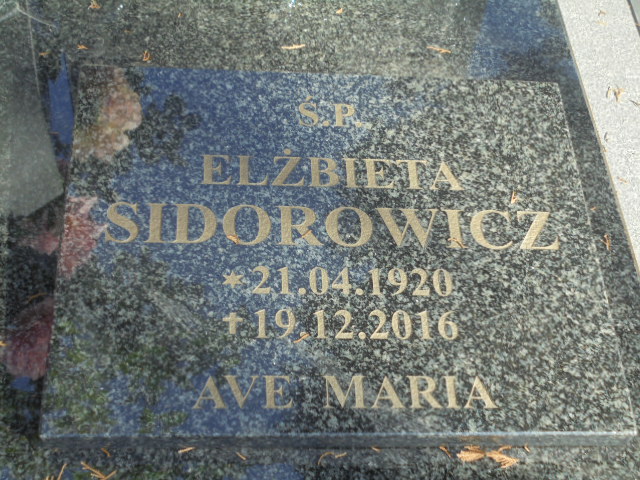 Ś.P.
ELŻBIETA
SIDOROWICZ
* 21.04.1920
✝ 19.12.2016
AVE MARIA